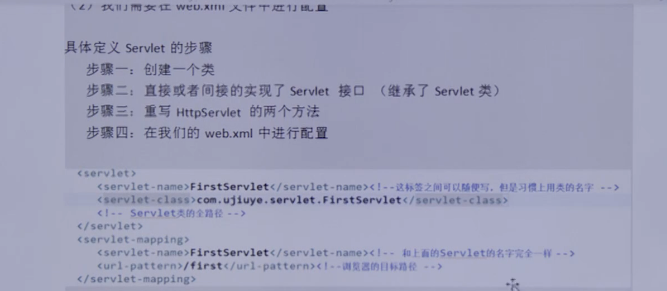 （2）我们需要在 web.xml 文件中进行配置
具体定义 Servlet 的步骤
步骤一：创建一个类
步骤二：直接或者间接的实现了 Servlet 接口 （继承了 Servlet 类）
步骤三：重写 HttpServlet 的两个方法
步骤四：在我们的 web.xml 中进行配置
<servlet>
<servlet-name>FirstServlet</servlet-name><!--这标签之间可以随便写，但是习惯上用类的名字 -->
<servlet-class>com.ujiuye.servlet.FirstServlet</servlet-class>
<!-- Servlet类的全路径 -->
</servlet>
<servlet-mapping>
<servlet-name>FirstServlet</servlet-name><!-- 和上面的Servlet的名字完全一样 -->
<url-pattern>/first</url-pattern><!--浏览器的目标路径 -->
</servlet-mapping>